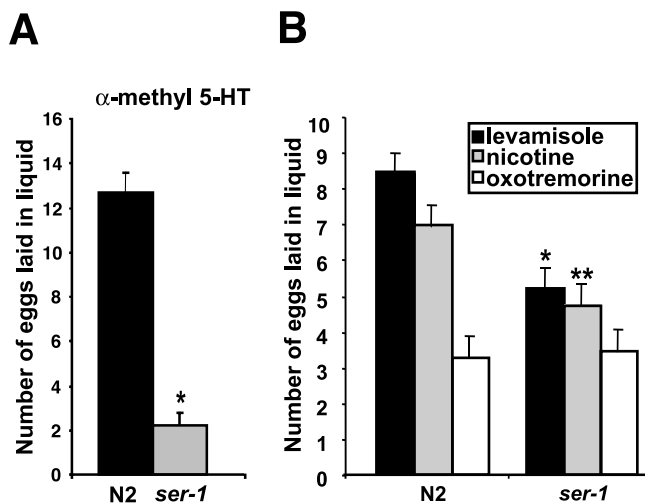 A
α-methyl 5-HT
Number of eggs laid in liquid
16
14
12
10
8
6
4
2
0
*
N2 ser-1
B
Number of eggs laid in liquid
10
9
8
7
6
5
4
3
2
1
0
levamisole
nicotine
oxotremorine
* **
N2 ser-1